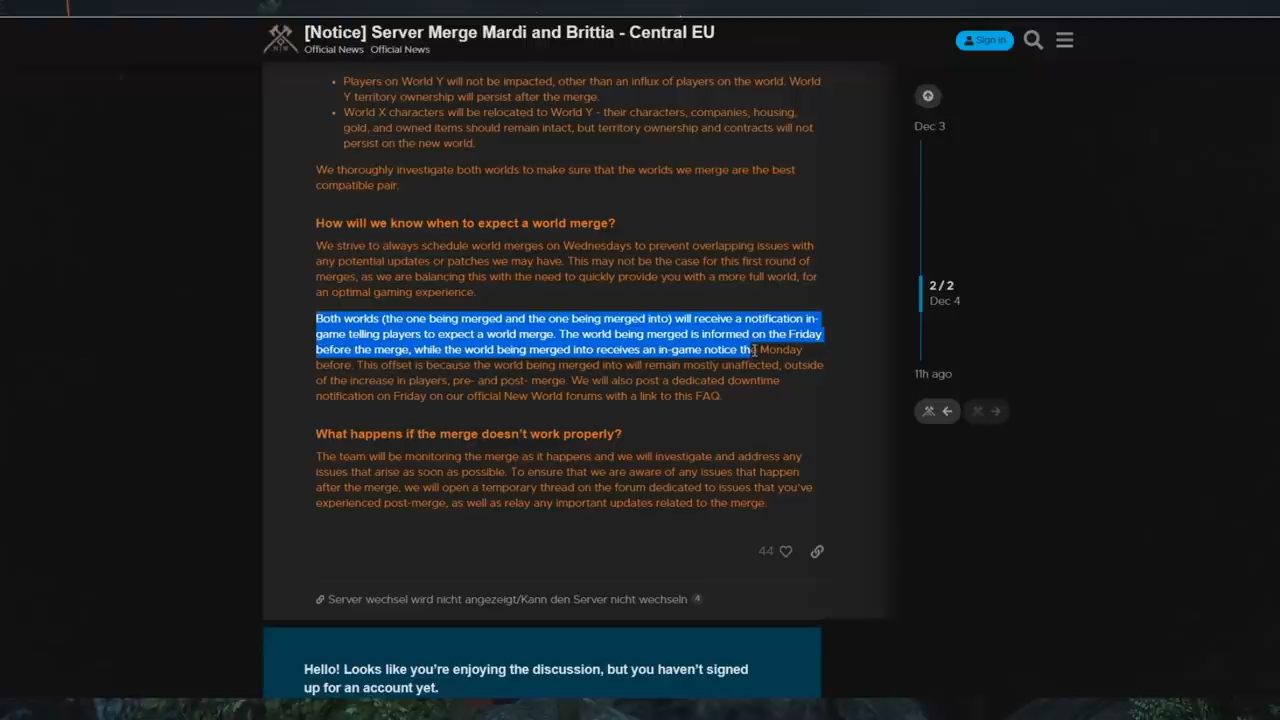 [Notice] Server Merge Mardi and Brittia - Central EU
Official News Official News
Sign in
Players on World Y will not be impacted, other than an influx of players on the world. World
Y territory ownership will persist after the merge.
World X characters will be relocated to World Y - their characters, companies, housing,
gold, and owned items should remain intact, but territory ownership and contracts will not
persist on the new world.
We thoroughly investigate both worlds to make sure that the worlds we merge are the best
compatible pair.
How will we know when to expect a world merge?
We strive to always schedule world merges on Wednesdays to prevent overlapping issues with
any potential updates or patches we may have. This may not be the case for this first round of
merges, as we are balancing this with the need to quickly provide you with a more full world, for
an optimal gaming experience.
Both worlds (the one being merged and the one being merged into) will receive a notification in-
game telling players to expect a world merge. The world being merged is informed on the Friday
before the merge, while the world being merged into receives an in-game notice the Monday
before. This offset is because the world being merged into will remain mostly unaffected, outside
of the increase in players, pre- and post- merge. We will also post a dedicated downtime
notification on Friday on our official New World forums with a link to this FAQ.
What happens if the merge doesn't work properly?
The team will be monitoring the merge as it happens and we will investigate and address any
issues that arise as soon as possible. To ensure that we are aware of any issues that happen
after the merge, we will open a temporary thread on the forum dedicated to issues that you've
experienced post-merge, as well as relay any important updates related to the merge.
44
Server wechsel wird nicht angezeigt/Kann den Server nicht wechseln 4
Hello! Looks like you're enjoying the discussion, but you haven't signed
up for an account yet.
Dec 3
2 / 2
Dec 4
11h ago